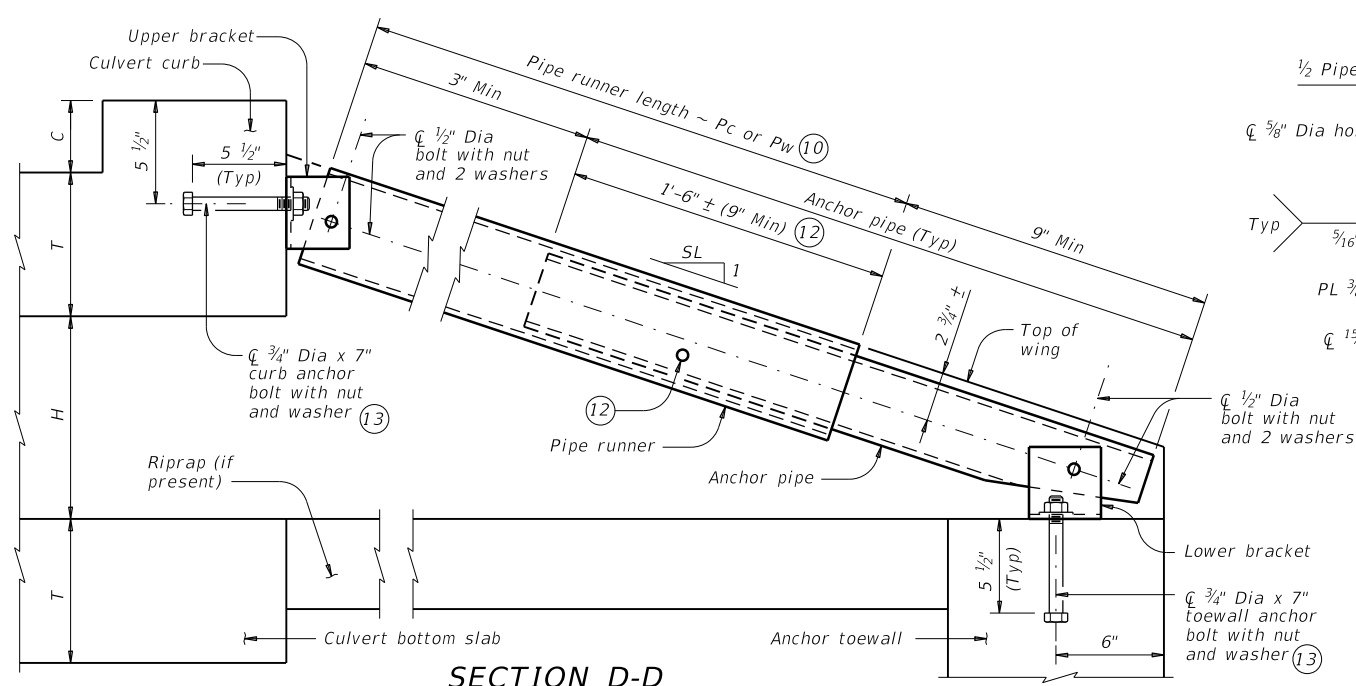 Upper bracket
Culvert curb
C
5 ½"
5 ½"
(Typ)
T
H
T
3" Min
Pipe runner length ~ Pc or Pw 10
℄ ½" Dia
bolt with nut
and 2 washers
1'-6" ± (9" Min) 12
Anchor pipe (Typ)
9" Min
SL
1
2 ¾" ±
Top of
wing
℄ ¾" Dia x 7"
curb anchor
bolt with nut
and washer 13
12
Pipe runner
Anchor pipe
Riprap (if
present)
℄ ½" Dia
bolt with nut
and 2 washers
5 ½"
(Typ)
Lower bracket
℄ ¾" Dia x 7"
toewall anchor
bolt with nut
and washer 13
6"
Culvert bottom slab
Anchor toewall
SECTION D-D
½ Pipe
℄ ⅝" Dia ho
Typ
5/16"
PL
℄